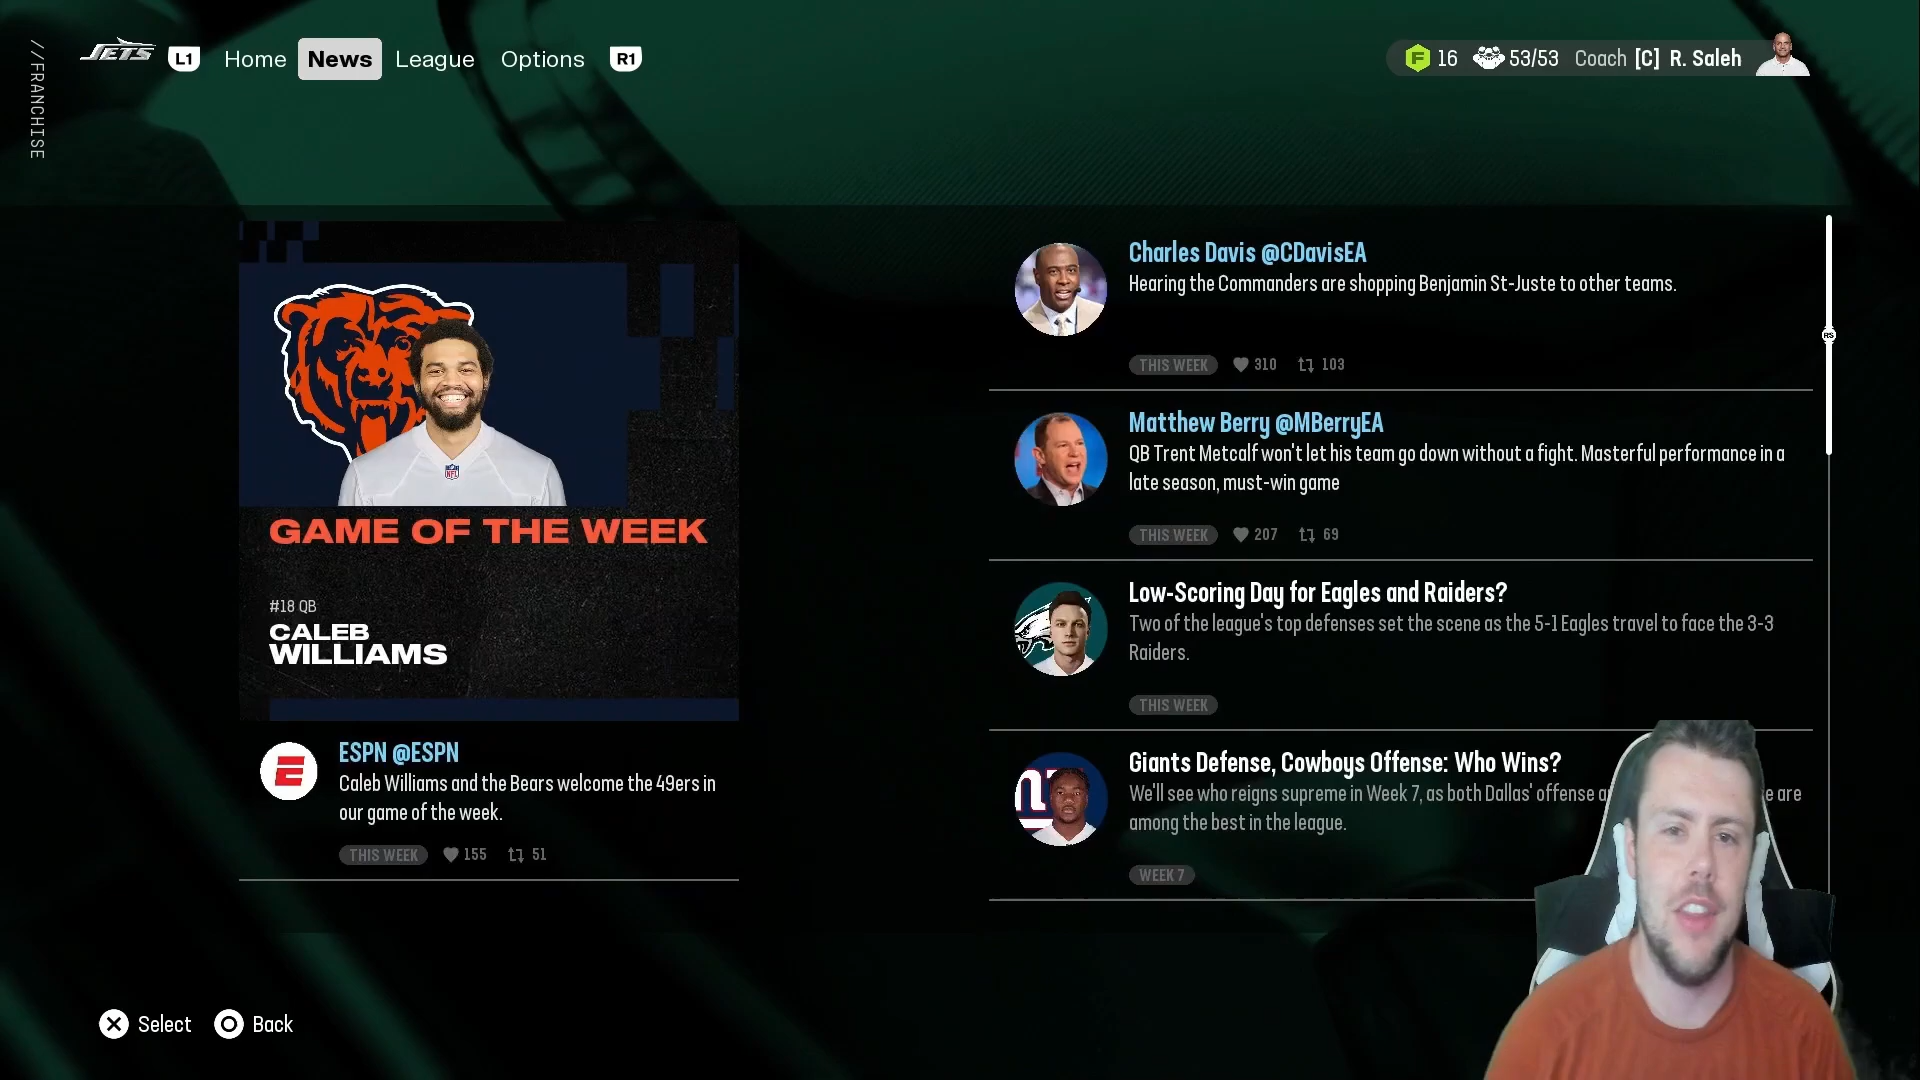 //FRANCHISE
JETS
L1 Home News League Options R1
F 16 53/53 Coach [C] R. Saleh
NFL
GAME OF THE WEEK
#18 QB
CALEB
WILLIAMS
ESPN @ESPN
Caleb Williams and the Bears welcome the 49ers in
our game of the week.
THIS WEEK 155 51
Charles Davis @CDavisEA
Hearing the Commanders are shopping Benjamin St-Juste to other teams.
THIS WEEK 310 103
Matthew Berry @MBerryEA
QB Trent Metcalf won't let his team go down without a fight. Masterful performance in a
late season, must-win game
THIS WEEK 207 69
Low-Scoring Day for Eagles and Raiders?
Two of the league's top defenses set the scene as the 5-1 Eagles travel to face the 3-3
Raiders.
THIS WEEK
Giants Defense, Cowboys Offense: Who Wins?
We'll see who reigns supreme in Week 7, as both Dallas' offense are
among the best in the league.
WEEK 7
RS
Select Back